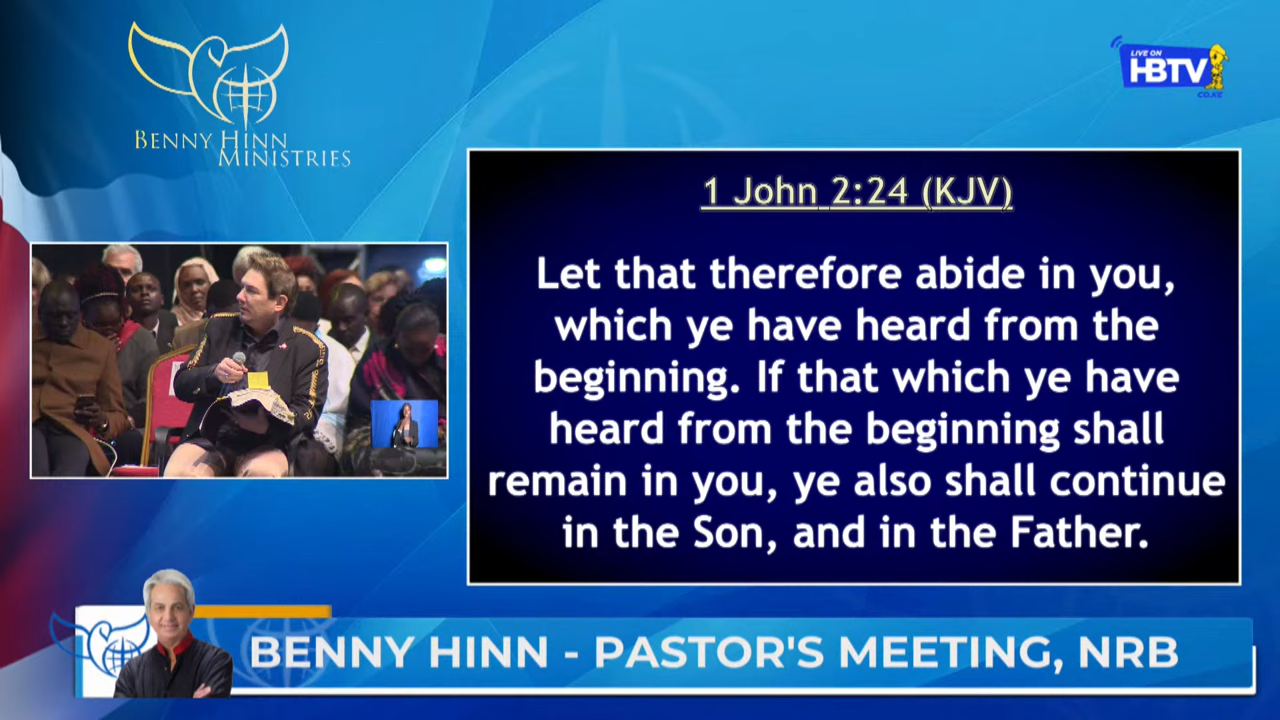 BENNY HINN
MINISTRIES
LIVE ON
HBTV
CO.KE
1 John 2:24 (KJV)
Let that therefore abide in you,
which ye have heard from the
beginning. If that which ye have
heard from the beginning shall
remain in you, ye also shall continue
in the Son, and in the Father.
BENNY HINN - PASTOR'S MEETING, NRB